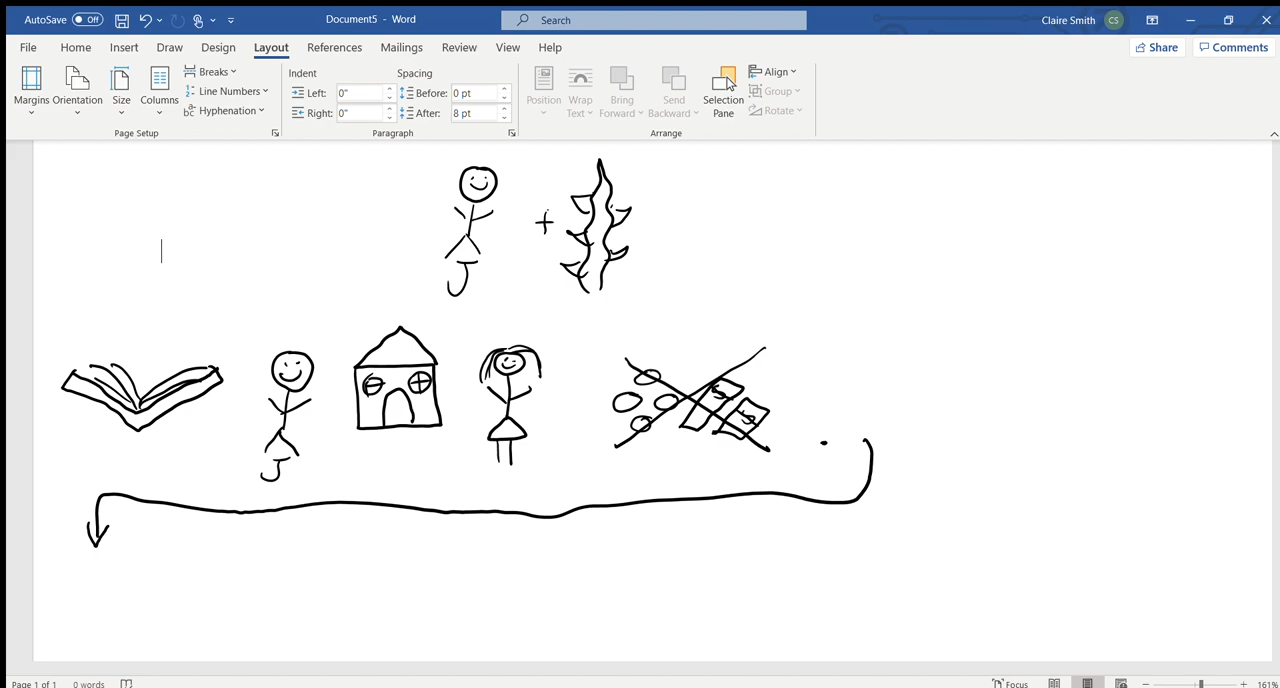 AutoSave Off Document5 - Word Search Claire Smith CS
File Home Insert Draw Design Layout References Mailings Review View Help Share Comments
Margins Orientation Size Columns Breaks Line Numbers Hyphenation
Page Setup
Indent Spacing
Left: 0" Before: 0 pt
Right: 0" After: 8 pt
Paragraph
Position Wrap Text Bring Forward Send Backward Selection Pane Align Group Rotate
Arrange
+
J
J
$
$
Page 1 of 1 0 words Focus 161%